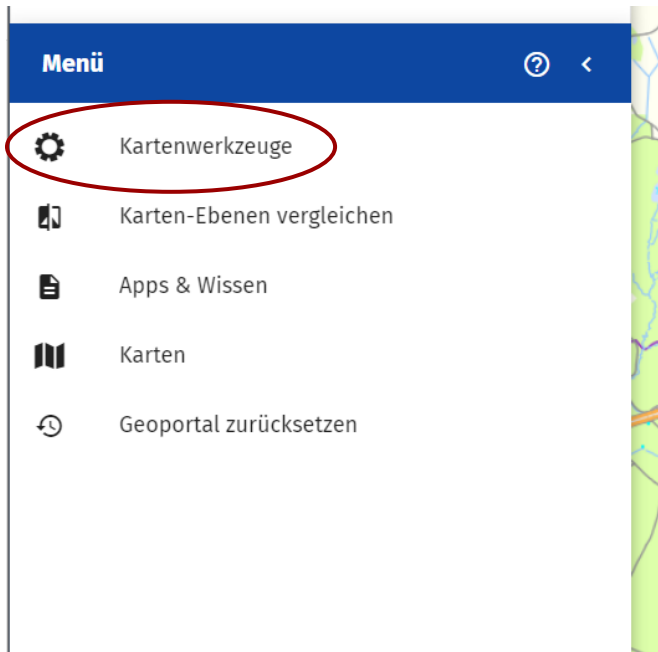 Menü
Kartenwerkzeuge
Karten-Ebenen vergleichen
Apps & Wissen
Karten
Geoportal zurücksetzen